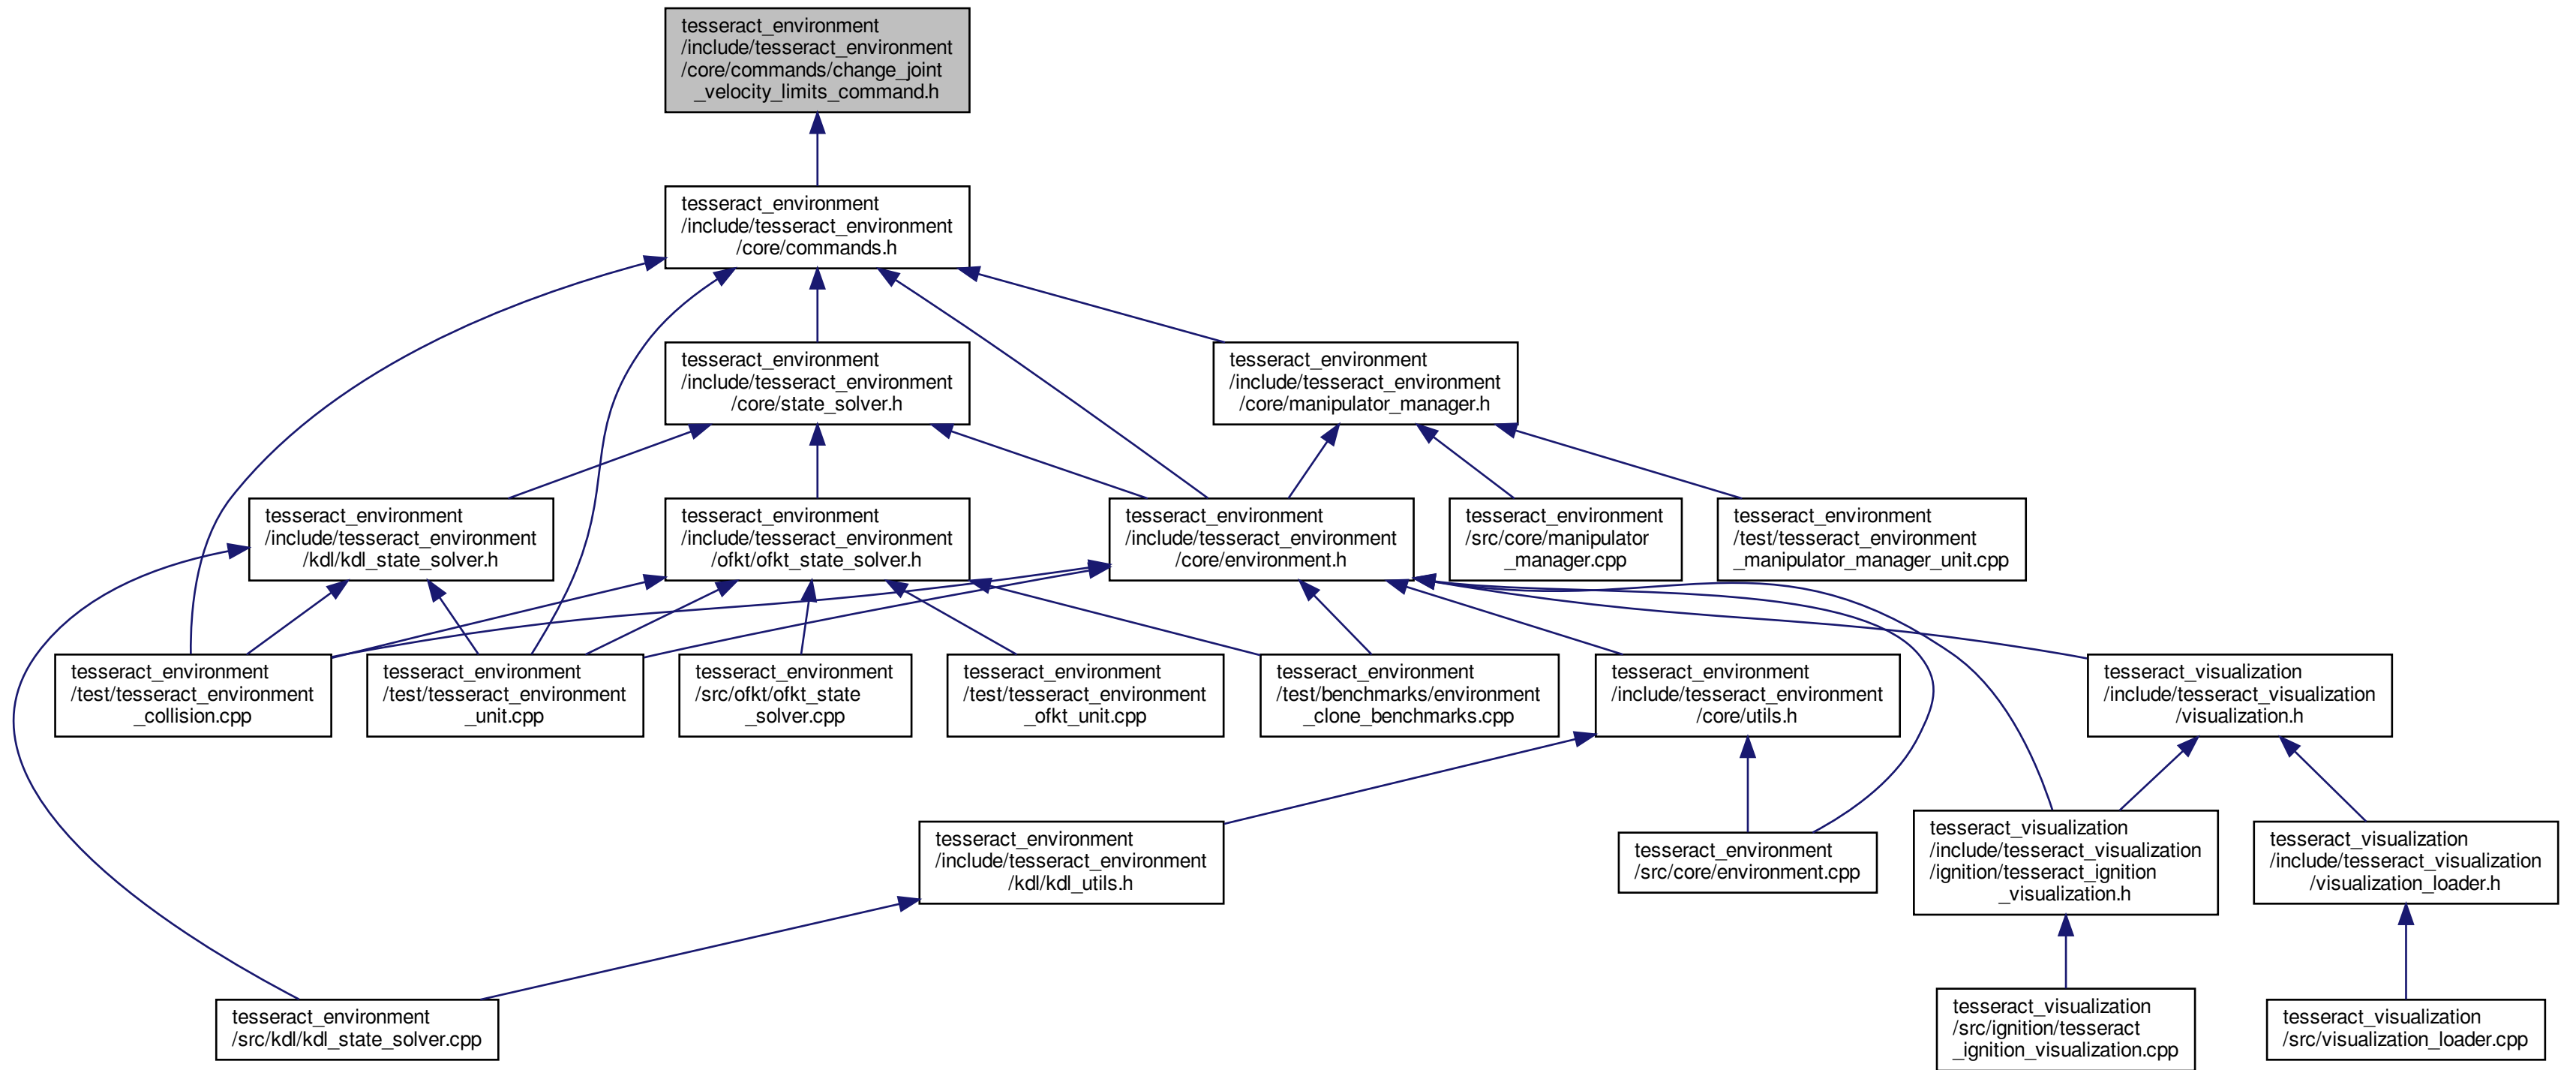 tesseract_environment
/include/tesseract_environment
/core/commands/change_joint
_velocity_limits_command.h
tesseract_environment
/include/tesseract_environment
/core/commands.h
tesseract_environment
/include/tesseract_environment
/core/state_solver.h
tesseract_environment
/include/tesseract_environment
/core/manipulator_manager.h
tesseract_environment
/include/tesseract_environment
/kdl/kdl_state_solver.h
tesseract_environment
/include/tesseract_environment
/ofkt/ofkt_state_solver.h
tesseract_environment
/include/tesseract_environment
/core/environment.h
tesseract_environment
/src/core/manipulator
_manager.cpp
tesseract_environment
/test/tesseract_environment
_manipulator_manager_unit.cpp
tesseract_environment
/test/tesseract_environment
_collision.cpp
tesseract_environment
/test/tesseract_environment
_unit.cpp
tesseract_environment
/src/ofkt/ofkt_state
_solver.cpp
tesseract_environment
/test/tesseract_environment
_ofkt_unit.cpp
tesseract_environment
/test/benchmarks/environment
_clone_benchmarks.cpp
tesseract_environment
/include/tesseract_environment
/core/utils.h
tesseract_visualization
/include/tesseract_visualization
/visualization.h
tesseract_environment
/include/tesseract_environment
/kdl/kdl_utils.h
tesseract_environment
/src/core/environment.cpp
tesseract_visualization
/include/tesseract_visualization
/ignition/tesseract_ignition
_visualization.h
tesseract_visualization
/include/tesseract_visualization
/visualization_loader.h
tesseract_environment
/src/kdl/kdl_state_solver.cpp
tesseract_visualization
/src/ignition/tesseract
_ignition_visualization.cpp
tesseract_visualization
/src/visualization_loader.cpp